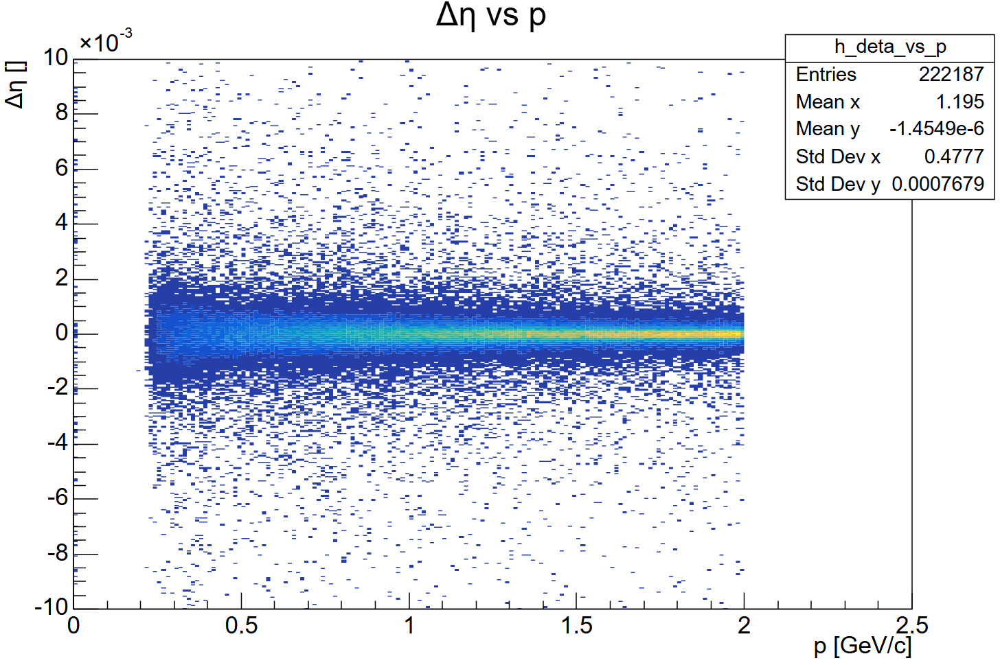 Δη vs p
×10-3
Δη []
h_deta_vs_p
Entries 222187
Mean x 1.195
Mean y -1.4549e-6
Std Dev x 0.4777
Std Dev y 0.0007679
10
8
6
4
2
0
-2
-4
-6
-8
-10
0 0.5 1 1.5 2 2.5
p [GeV/c]